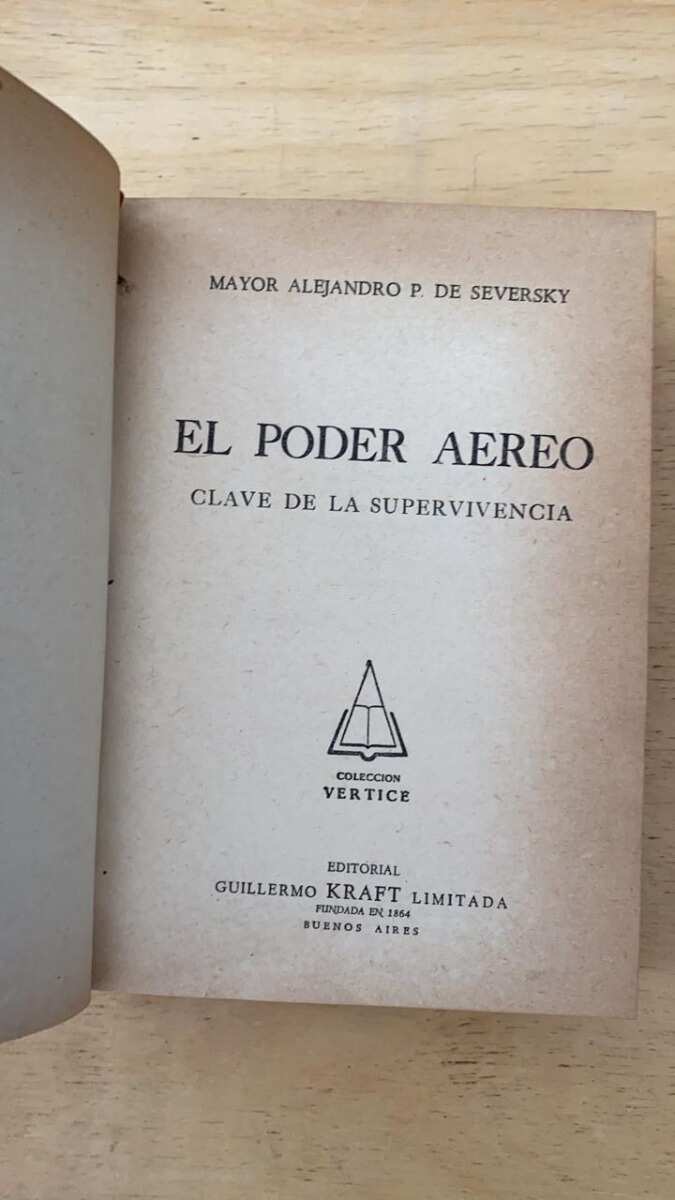 MAYOR ALEJANDRO P. DE SEVERSKY
EL PODER AEREO
CLAVE DE LA SUPERVIVENCIA
COLECCION
VERTICE
EDITORIAL
GUILLERMO KRAFT LIMITADA
FUNDADA EN 1864
BUENOS AIRES